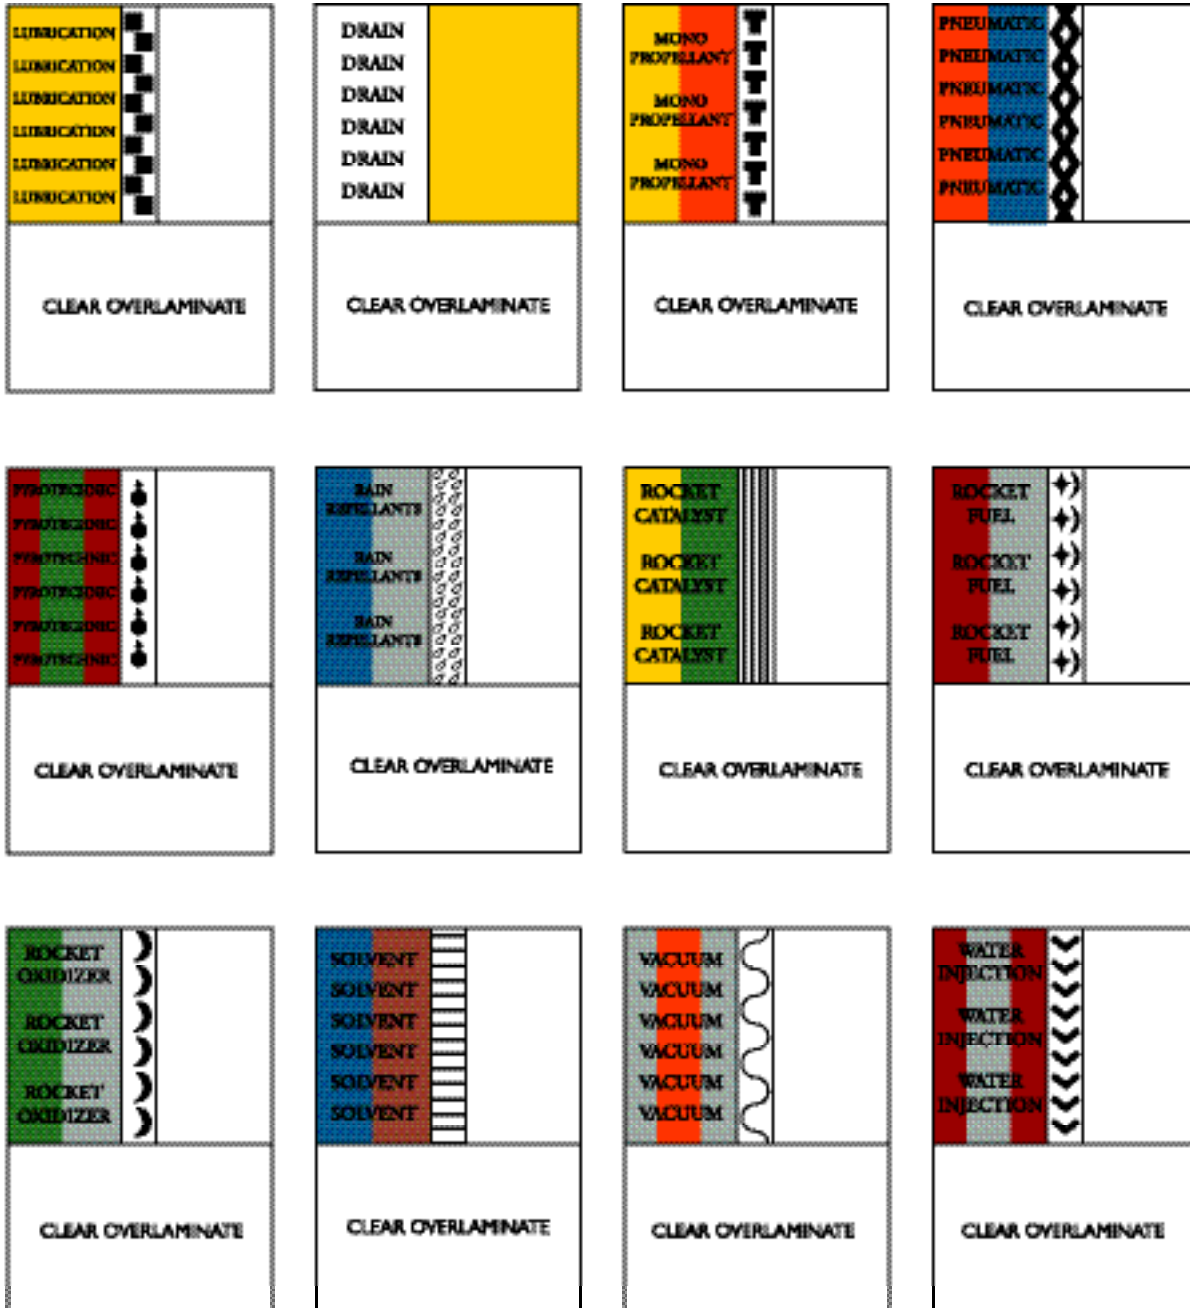 LUBRICATION
LUBRICATION
LUBRICATION
LUBRICATION
LUBRICATION
LUBRICATION
CLEAR OVERLAMINATE
DRAIN
DRAIN
DRAIN
DRAIN
DRAIN
DRAIN
CLEAR OVERLAMINATE
MONO
PROPELLANT
MONO
PROPELLANT
MONO
PROPELLANT
CLEAR OVERLAMINATE
PNEUMATIC
PNEUMATIC
PNEUMATIC
PNEUMATIC
PNEUMATIC
PNEUMATIC
CLEAR OVERLAMINATE
PYROTECHNIC
PYROTECHNIC
PYROTECHNIC
PYROTECHNIC
PYROTECHNIC
PYROTECHNIC
CLEAR OVERLAMINATE
RAIN
REPELLANTS
RAIN
REPELLANTS
RAIN
REPELLANTS
CLEAR OVERLAMINATE
ROCKET
CATALYST
ROCKET
CATALYST
ROCKET
CATALYST
CLEAR OVERLAMINATE
ROCKET
FUEL
ROCKET
FUEL
ROCKET
FUEL
CLEAR OVERLAMINATE
ROCKET
OXIDIZER
ROCKET
OXIDIZER
ROCKET
OXIDIZER
CLEAR OVERLAMINATE
SOLVENT
SOLVENT
SOLVENT
SOLVENT
SOLVENT
SOLVENT
CLEAR OVERLAMINATE
VACUUM
VACUUM
VACUUM
VACUUM
VACUUM
VACUUM
CLEAR OVERLAMINATE
WATER
INJECTION
WATER
INJECTION
WATER
INJECTION
CLEAR OVERLAMINATE